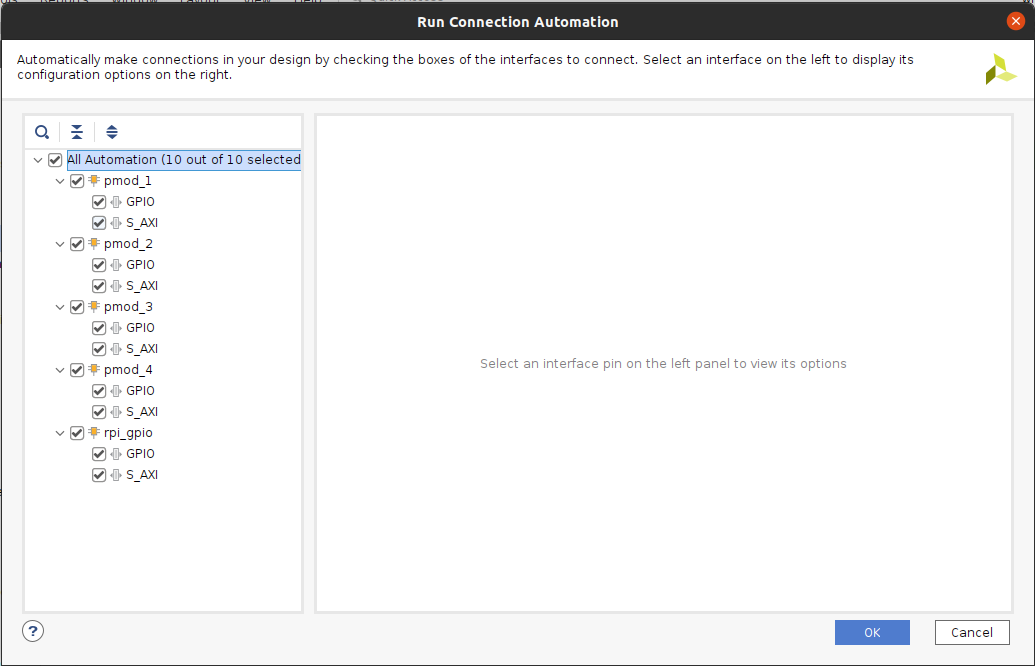 Run Connection Automation
Automatically make connections in your design by checking the boxes of the interfaces to connect. Select an interface on the left to display its
configuration options on the right.
All Automation (10 out of 10 selected
pmod_1
GPIO
S_AXI
pmod_2
GPIO
S_AXI
pmod_3
GPIO
S_AXI
pmod_4
GPIO
S_AXI
rpi_gpio
GPIO
S_AXI
Select an interface pin on the left panel to view its options
?
OK
Cancel